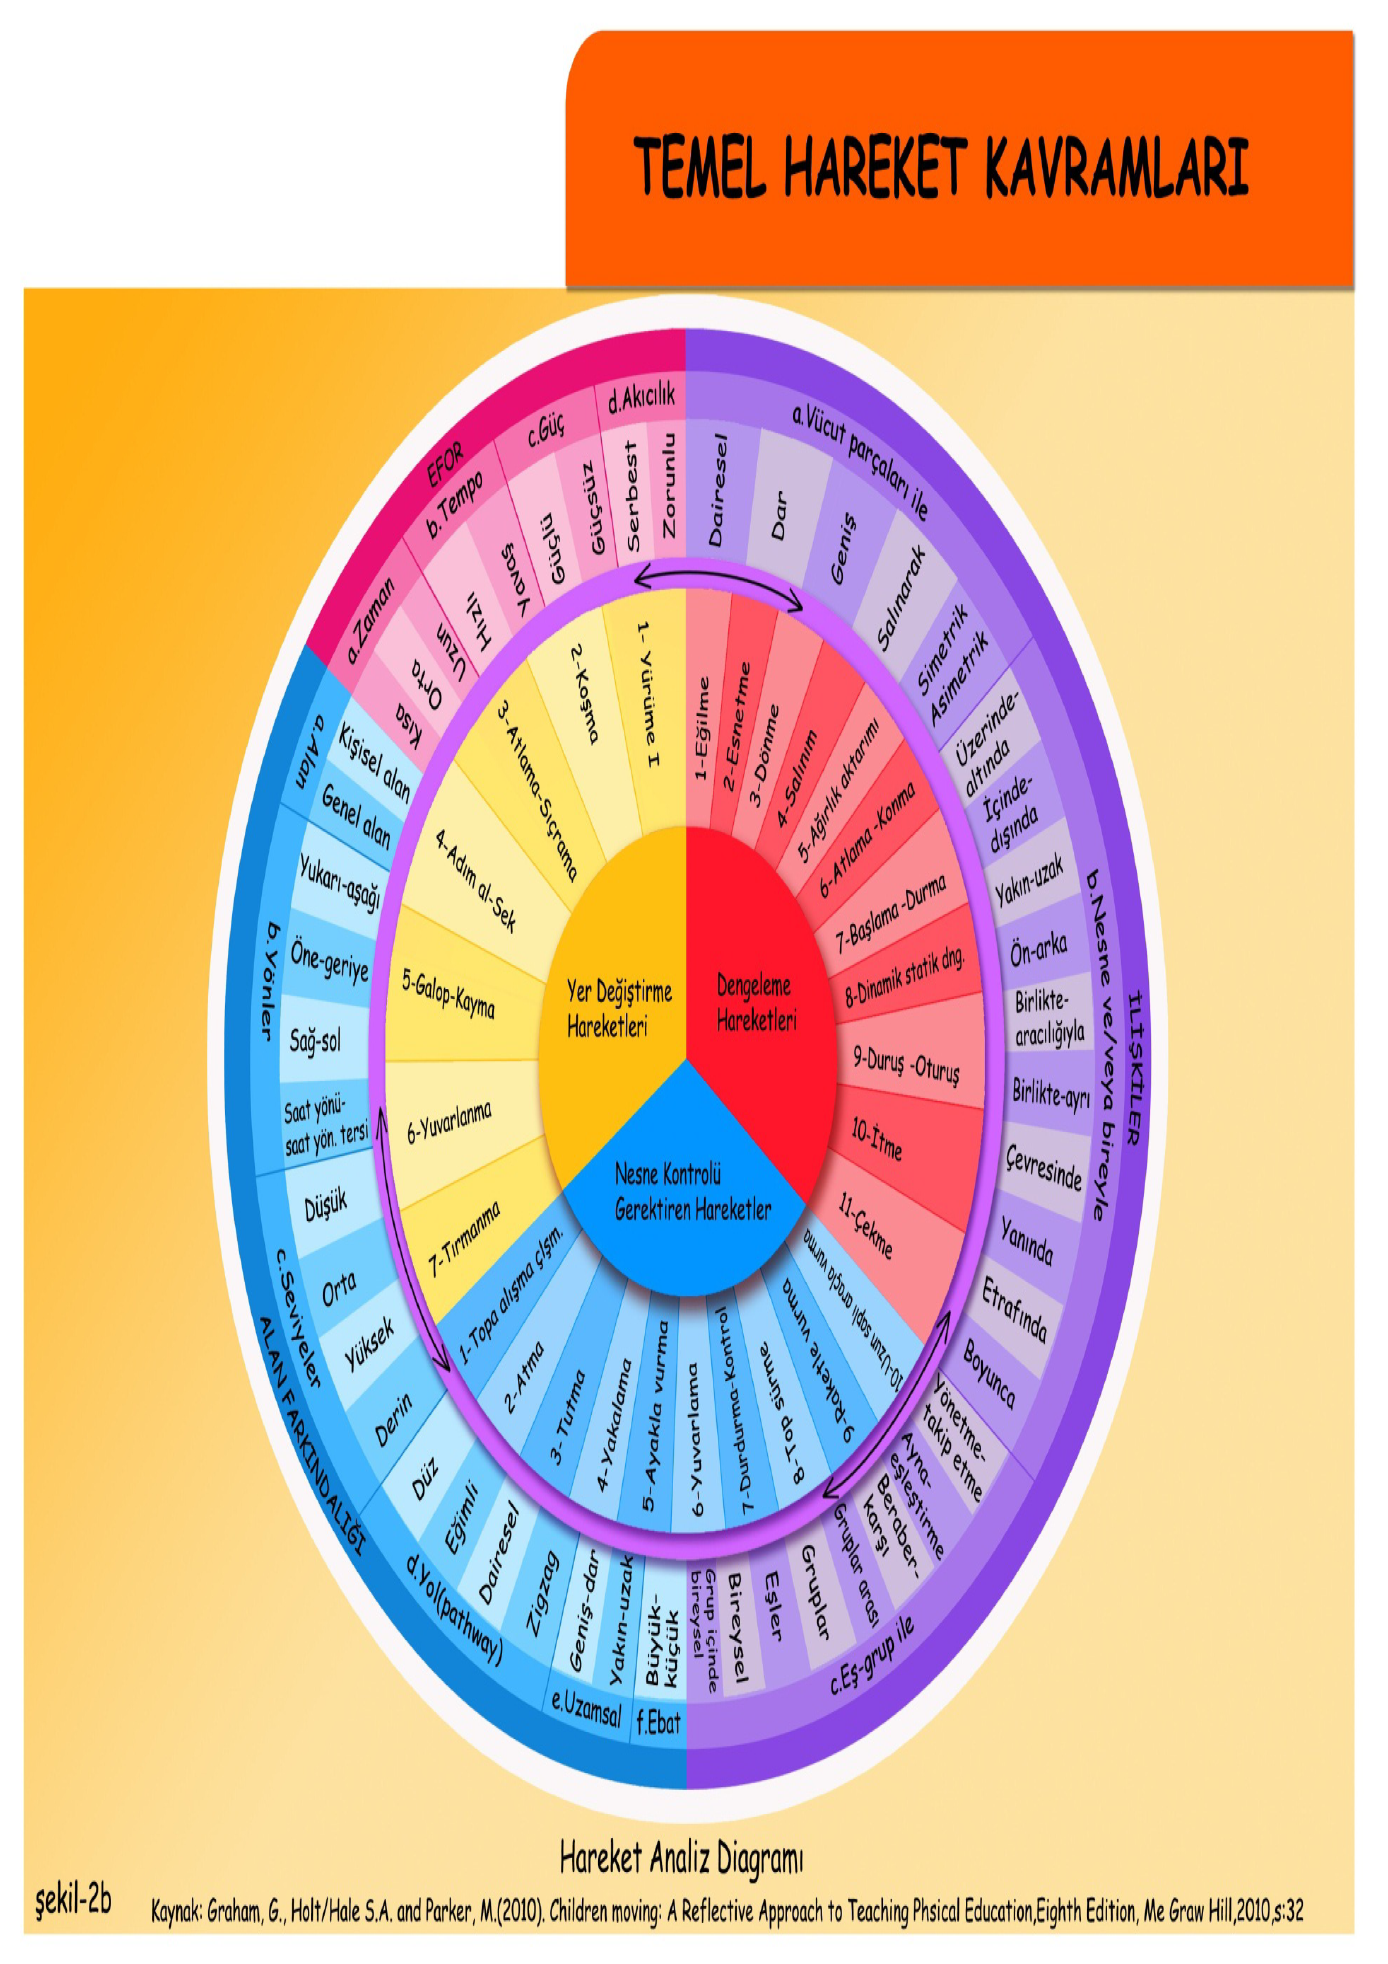 TEMEL HAREKET KAVRAMLARI
EFOR
a.Zaman
Kısa
Orta
Uzun
b.Tempo
Hızlı
Yavaş
c.Güç
Güçlü
Güçsüz
d.Akıcılık
Serbest
Zorunlu
İLİŞKİLER
a.Vücut parçaları ile
Dairesel
Dar
Geniş
Salınarak
Simetrik
Asimetrik
b.Nesne ve/veya bireyle
Üzerinde-
altında
İçinde-
dışında
Yakın-uzak
Ön-arka
Birlikte-
aracılığıyla
Birlikte-ayrı
Çevresinde
Yanında
Etrafında
Boyunca
c.Eş-grup ile
Yönetme-
takip etme
Ayna-
eşleştirme
Beraber-
karşı
Gruplar arası
Gruplar
Eşler
Bireysel
Grup içinde
bireysel
ALAN FARKINDALIĞI
a.Alan
Kişisel alan
Genel alan
b.Yönler
Yukarı-aşağı
Öne-geriye
Sağ-sol
Saat yönü-
saat yön. tersi
c.Seviyeler
Düşük
Orta
Yüksek
Derin
d.Yol(pathway)
Düz
Eğimli
Dairesel
Zigzag
e.Uzamsal
Geniş-dar
Yakın-uzak
f.Ebat
Büyük-
küçük
Yer Değiştirme
Hareketleri
1- Yürüme I
2-Koşma
3-Atlama-Sıçrama
4-Adım al-Sek
5-Galop-Kayma
6-Yuvarlanma
7-Tırmanma
Dengeleme
Hareketleri
1-Eğilme
2-Esnetme
3-Dönme
4-Salınım
5-Ağırlık aktarımı
6-Atlama -Konma
7-Başlama -Durma
8-Dinamik statik dng.
9-Duruş -Oturuş
10-İtme
11-Çekme
Nesne Kontrolü
Gerektiren Hareketler
1-Topa alışma çlşm.
2-Atma
3-Tutma
4-Yakalama
5-Ayakla vurma
6-Yuvarlama
7-Durdurma-Kontrol
8-Top sürme
9-Raketle vurma
10-Uzun saplı araçla vurma
Hareket Analiz Diagramı
şekil-2b
Kaynak: Graham, G., Holt/Hale S.A. and Parker, M.(2010). Children moving: A Reflective Approach to Teaching Phsical Education,Eighth Edition, Me Graw Hill,2010,s:32